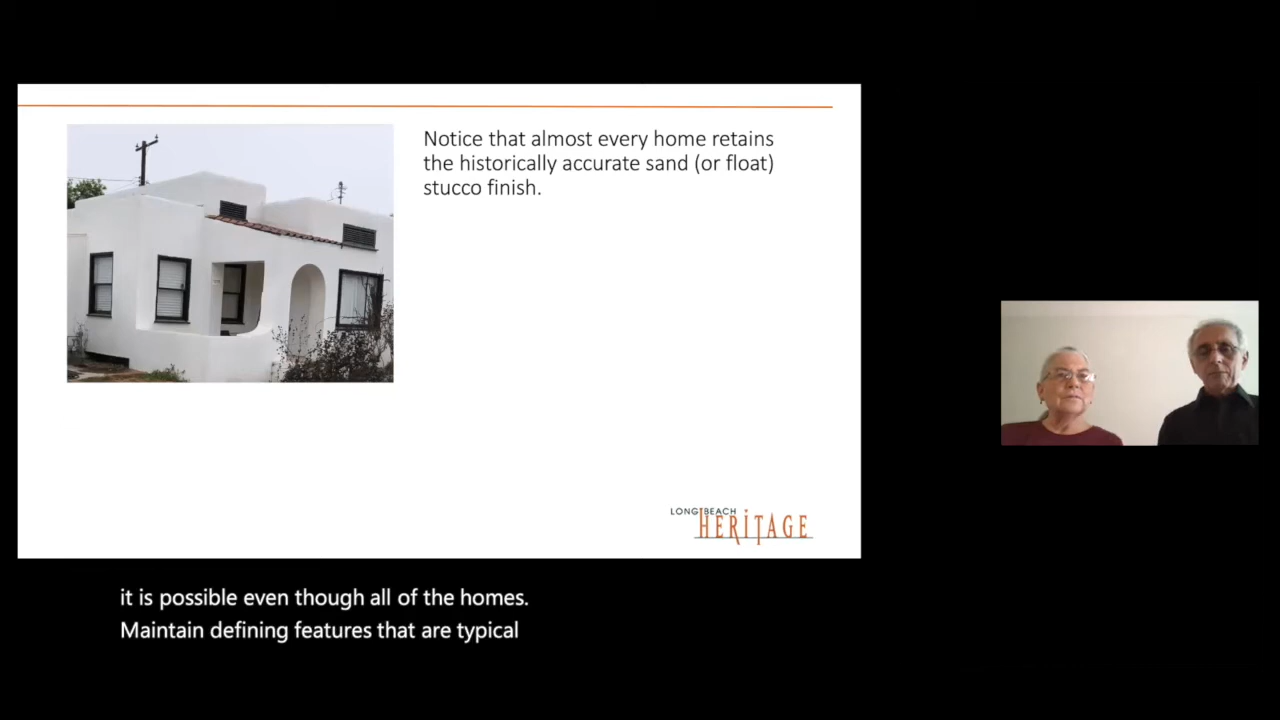 Notice that almost every home retains
the historically accurate sand (or float)
stucco finish.
LONG BEACH
HERITAGE
it is possible even though all of the homes.
Maintain defining features that are typical